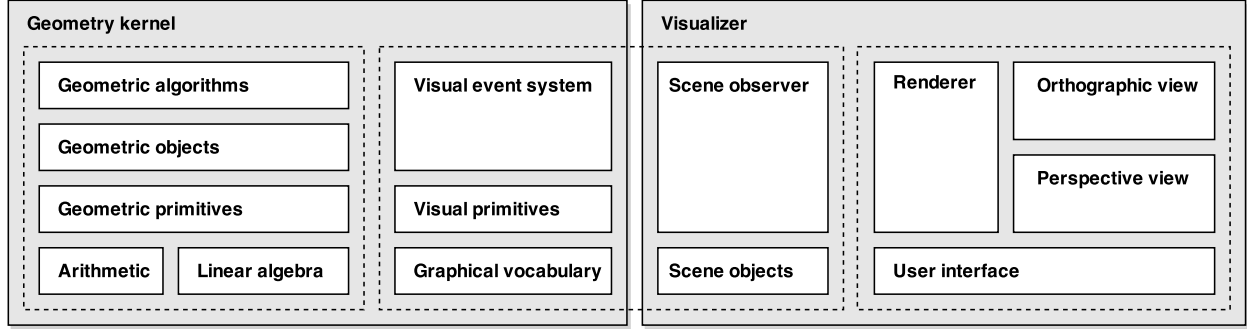 Geometry kernel
Geometric algorithms
Geometric objects
Geometric primitives
Arithmetic
Linear algebra
Visual event system
Visual primitives
Graphical vocabulary
Visualizer
Scene observer
Scene objects
Renderer
Orthographic view
Perspective view
User interface